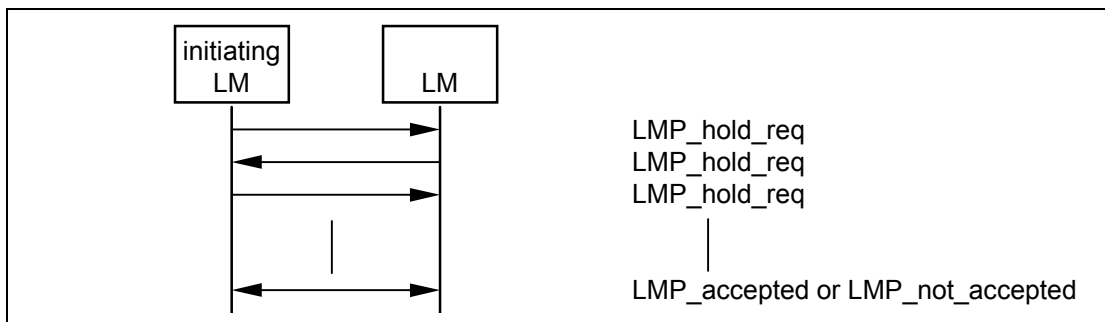 initiating
LM
LM
LMP_hold_req
LMP_hold_req
LMP_hold_req
LMP_accepted or LMP_not_accepted